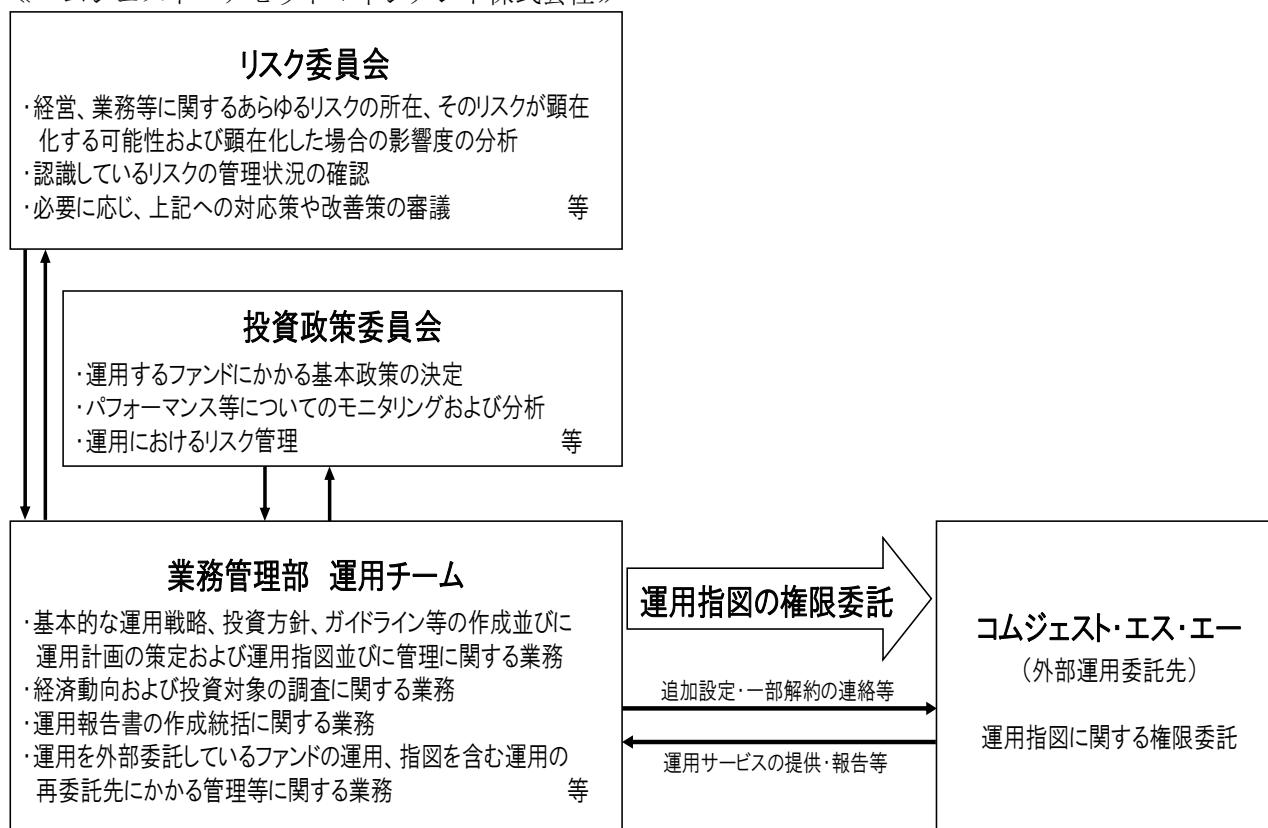 リスク委員会
・経営、業務等に関するあらゆるリスクの所在、そのリスクが顕在
化する可能性および顕在化した場合の影響度の分析
・認識しているリスクの管理状況の確認
・必要に応じ、上記への対応策や改善策の審議 等
投資政策委員会
・運用するファンドにかかる基本政策の決定
・パフォーマンス等についてのモニタリングおよび分析
・運用におけるリスク管理 等
業務管理部 運用チーム
・基本的な運用戦略、投資方針、ガイドライン等の作成並びに
運用計画の策定および運用指図並びに管理に関する業務
・経済動向および投資対象の調査に関する業務
・運用報告書の作成統括に関する業務
・運用を外部委託しているファンドの運用、指図を含む運用の
再委託先にかかる管理等に関する業務 等
運用指図の権限委託
追加設定・一部解約の連絡等
運用サービスの提供・報告等
コムジェスト・エス・エー
（外部運用委託先）
運用指図に関する権限委託